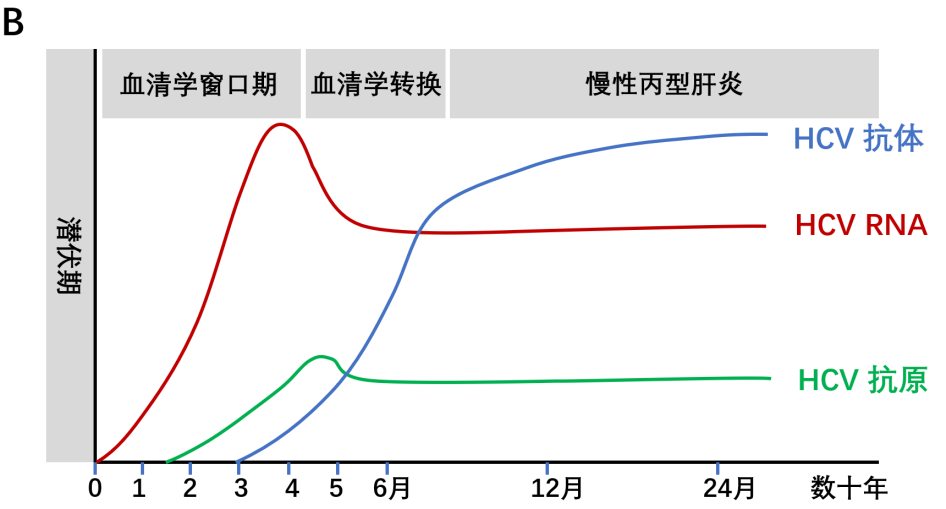 B
血清学窗口期
血清学转换
慢性丙型肝炎
HCV 抗体
HCV RNA
潜伏期
HCV 抗原
0 1 2 3 4 5 6月 12月 24月 数十年